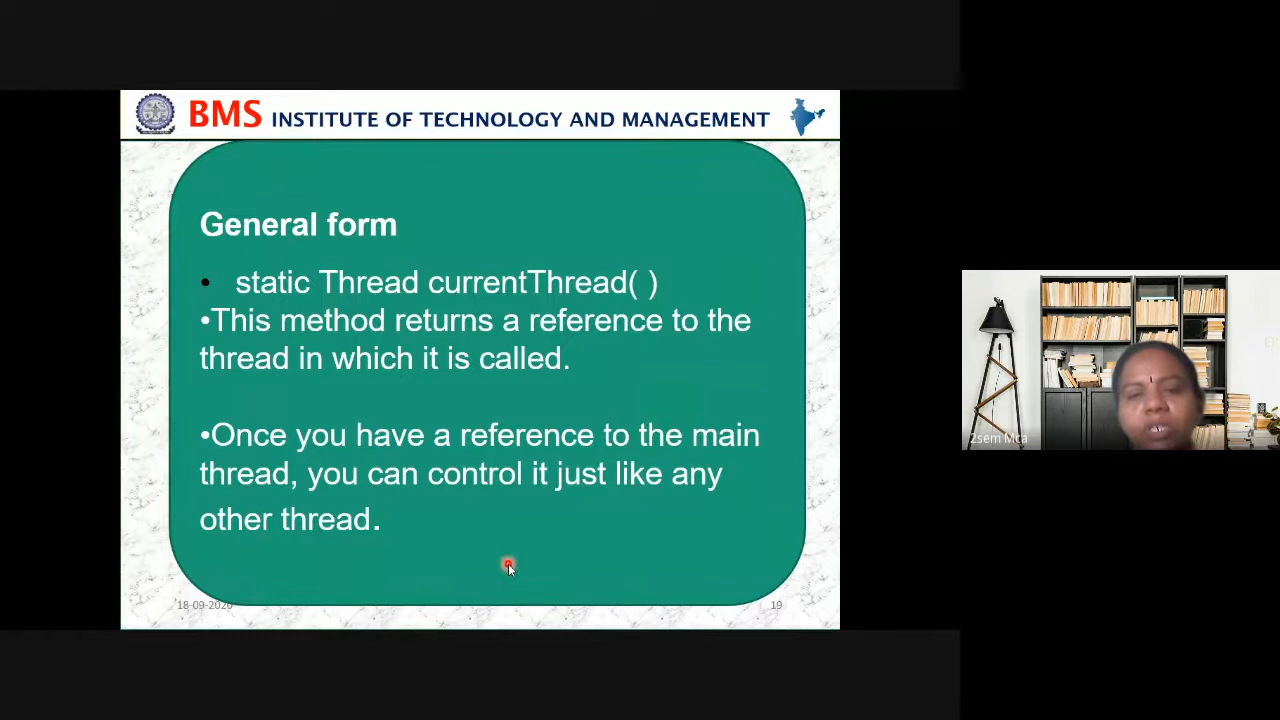 BMS INSTITUTE OF TECHNOLOGY AND MANAGEMENT
General form
• static Thread currentThread( )
•This method returns a reference to the
thread in which it is called.
•Once you have a reference to the main
thread, you can control it just like any
other thread.
18-09-2020
19
2sem Mca